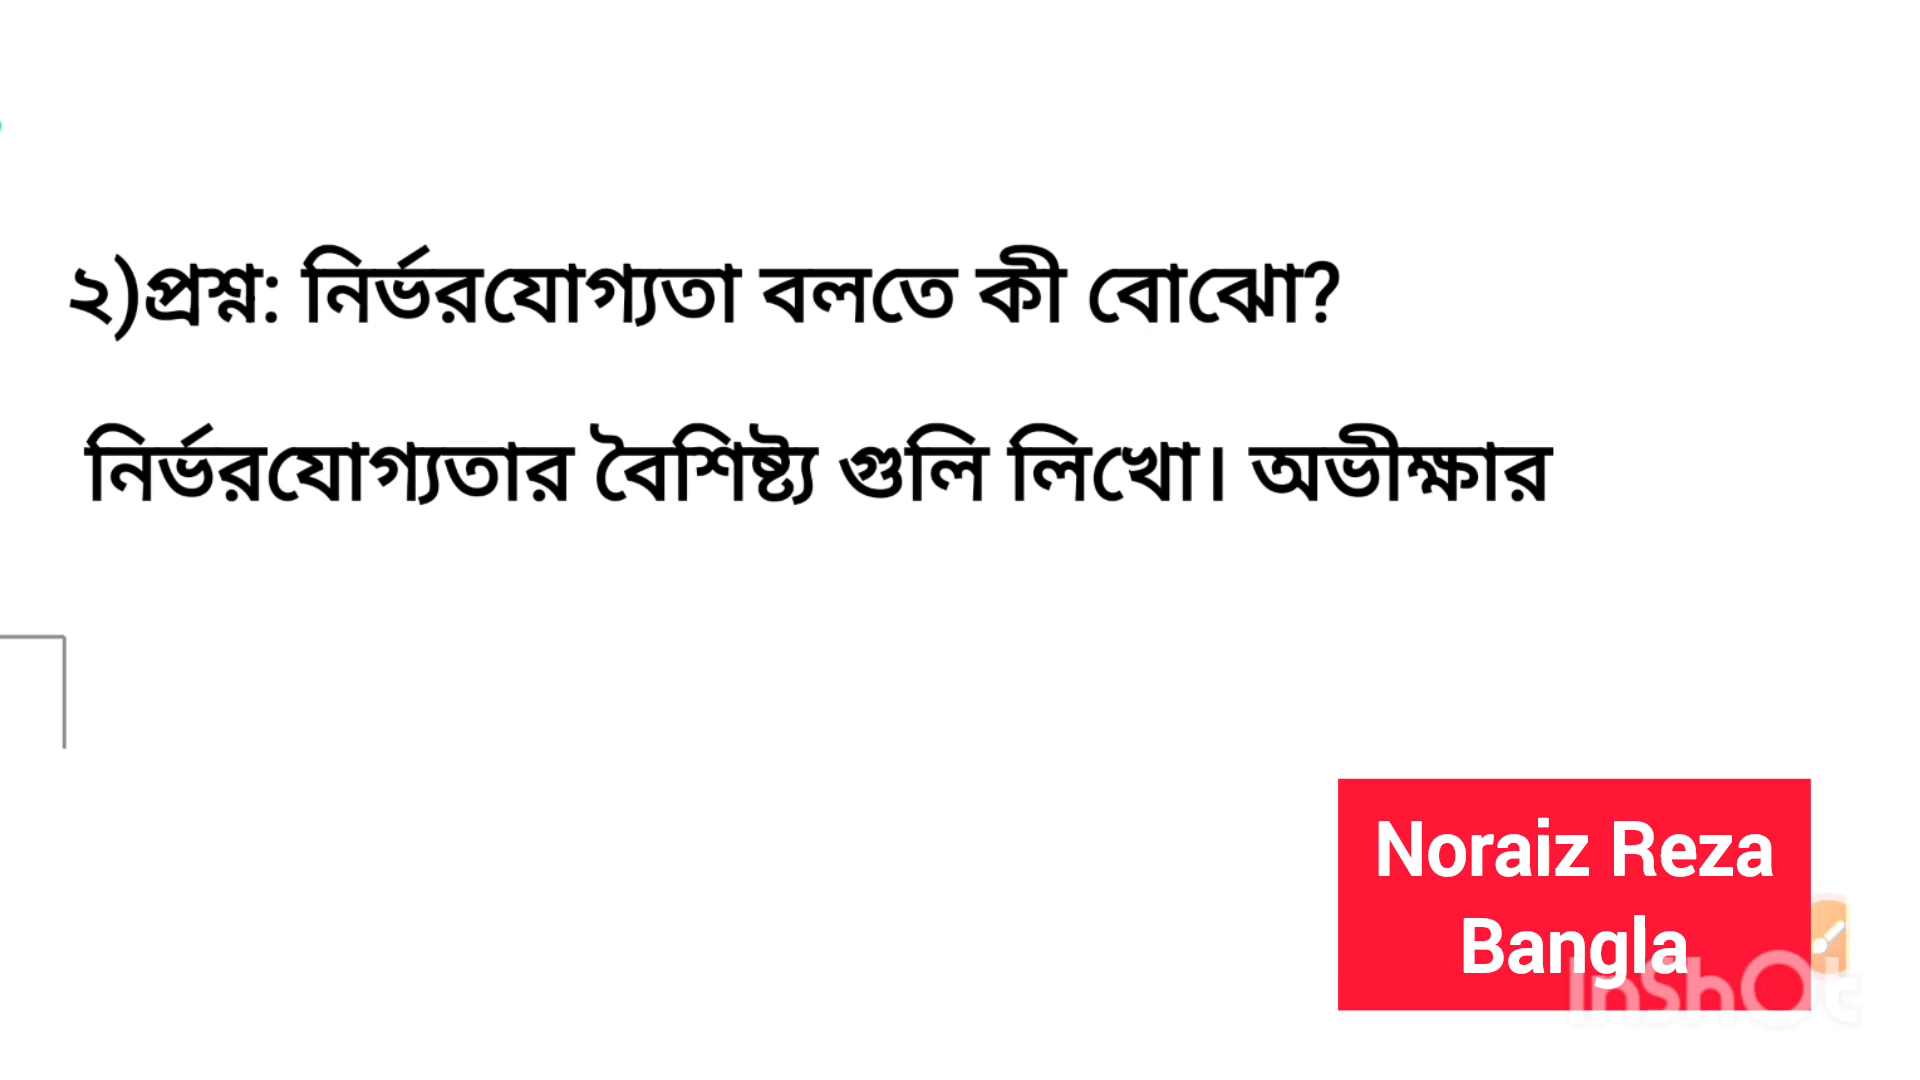 ২)প্রশ্ন: নির্ভরযোগ্যতা বলতে কী বোঝো?
নির্ভরযোগ্যতার বৈশিষ্ট্য গুলি লিখো। অভীক্ষার
Noraiz Reza
Bangla
InShOt